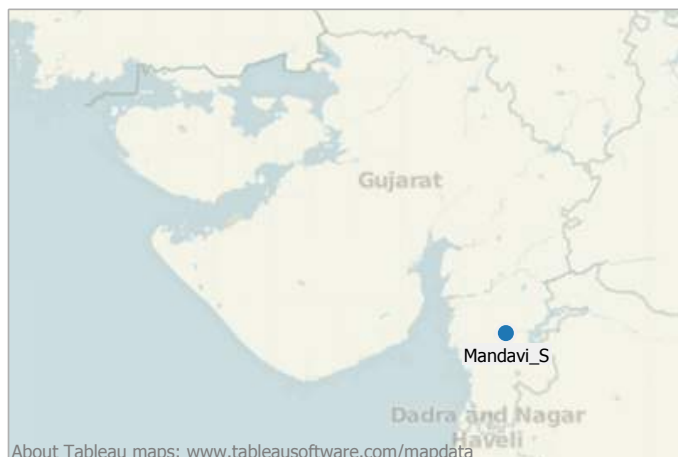 Gujarat
Mandavi_S
Dadra and Nagar
Haveli
About Tableau maps: www.tableausoftware.com/mapdata